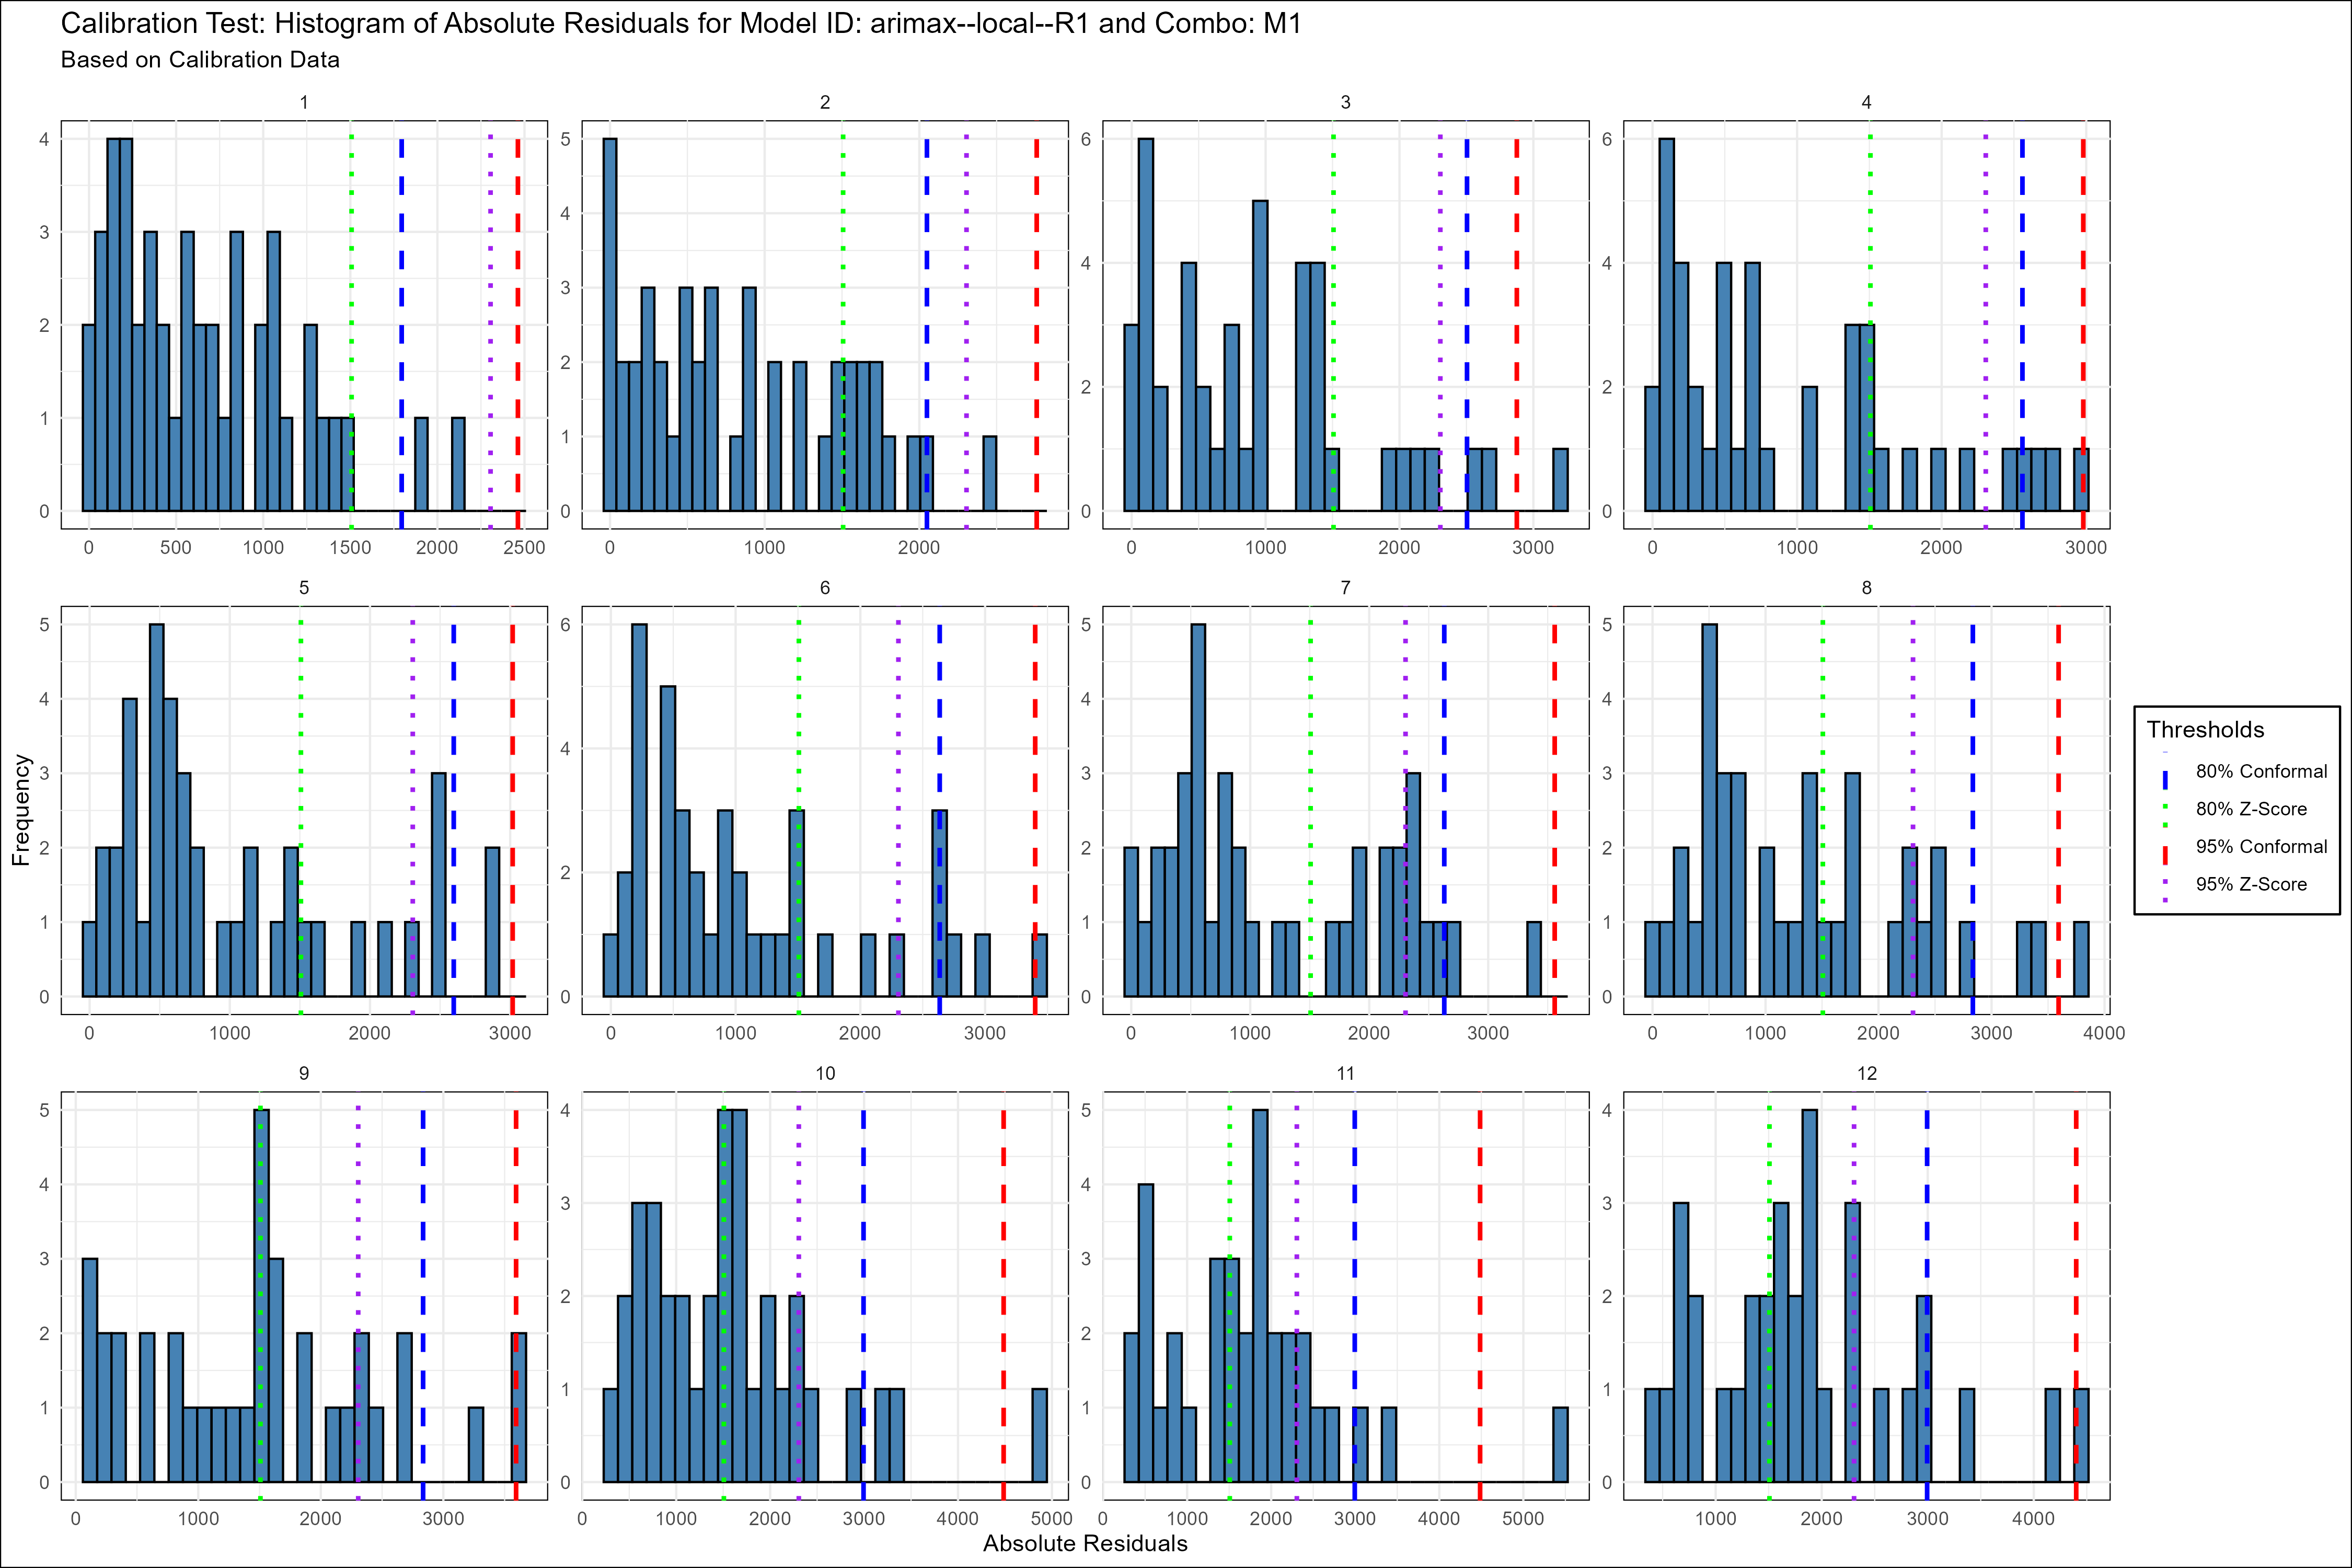 Calibration Test: Histogram of Absolute Residuals for Model ID: arimax--local--R1 and Combo: M1
Based on Calibration Data
1 2 3 4
4 5 6 6
3 4 4 4
2 3 2 2
1 2 0 0
0 1
0
0 500 1000 1500 2000 2500
0 1000 2000
0 1000 2000 3000
0 1000 2000 3000
5 6 7 8
5 6 5 5
4 4 4 4
3 2 3 3
2 0 2 2
1 1 1
0 0 0
0 1000 2000 3000
0 1000 2000 3000
0 1000 2000 3000
0 1000 2000 3000 4000
9 10 11 12
5 4 5 4
4 3 4 3
3 2 3 2
2 1 2 1
1 0 1 0
0 0
0 1000 2000 3000
0 1000 2000 3000 4000 5000
0 1000 2000 3000 4000 5000
1000 2000 3000 4000
Frequency
Absolute Residuals
Thresholds
80% Conformal
80% Z-Score
95% Conformal
95% Z-Score